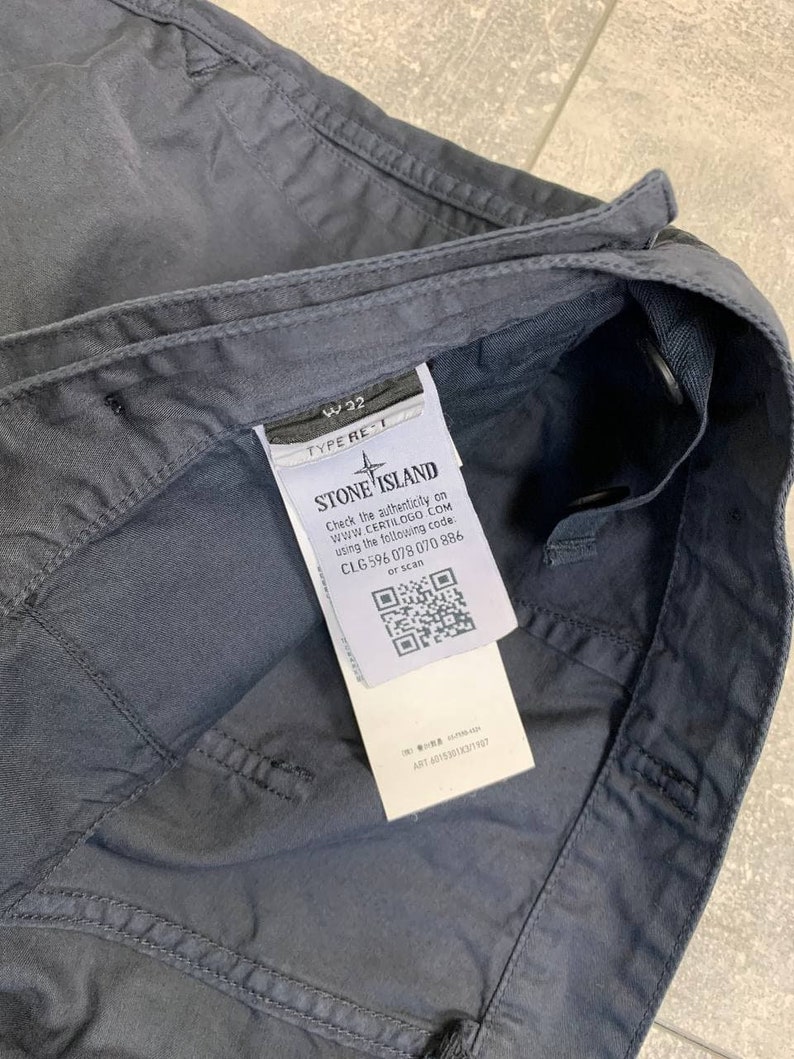 W 32
TYPE RE-T
STONE ISLAND
Check the authenticity on
WWW.CERTILOGO.COM
using the following code:
CLG 596 078 070 886
or scan
ART 6015301X3/1907